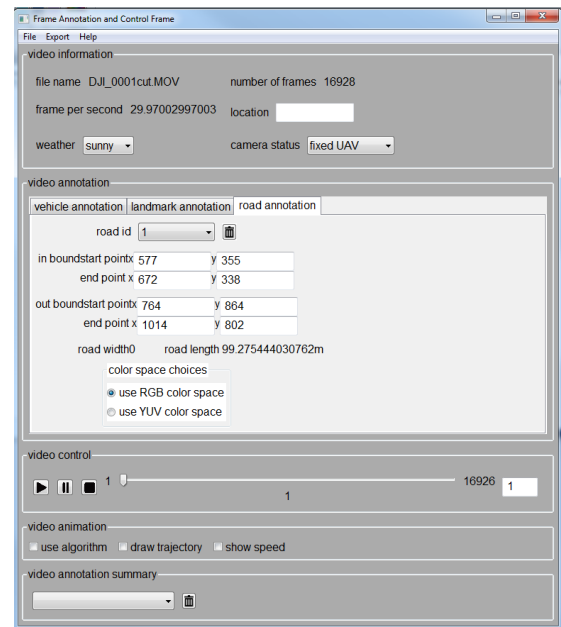 Frame Annotation and Control Frame
File Export Help
video information
file name DJI_0001cut.MOV number of frames 16928
frame per second 29.97002997003 location
weather sunny camera status fixed UAV
video annotation
vehicle annotation landmark annotation road annotation
road id 1
in boundstart pointx 577 y 355
end point x 672 y 338
out boundstart pointx 764 y 864
end point x 1014 y 802
road width0 road length 99.275444030762m
color space choices
use RGB color space
use YUV color space
video control
1 16926 1
1
video animation
use algorithm draw trajectory show speed
video annotation summary